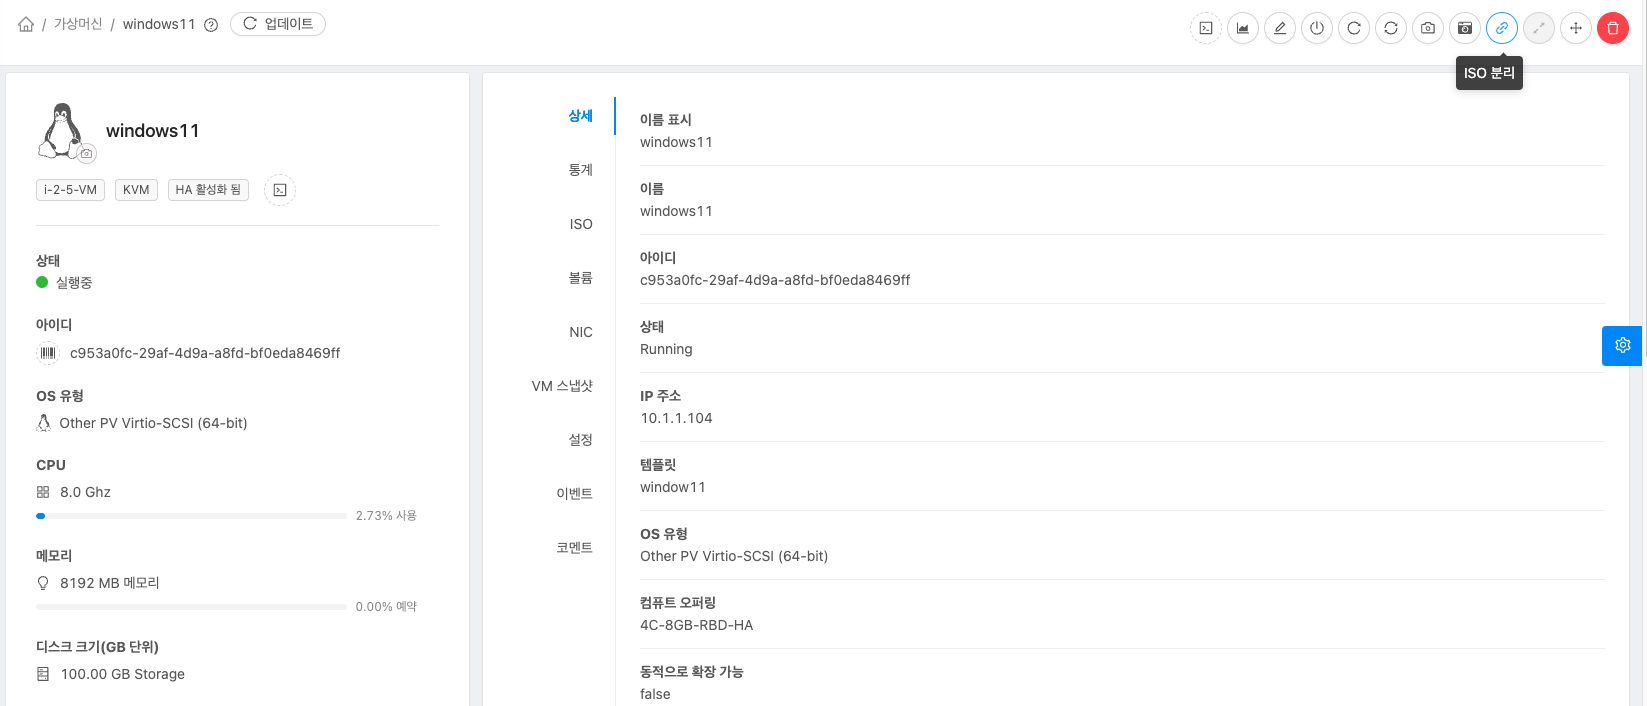 / 가상머신 / windows11 업데이트
ISO 분리
windows11
i-2-5-VM KVM HA 활성화 됨
상태
실행중
아이디
c953a0fc-29af-4d9a-a8fd-bf0eda8469ff
OS 유형
Other PV Virtio-SCSI (64-bit)
CPU
8.0 Ghz
2.73% 사용
메모리
8192 MB 메모리
0.00% 예약
디스크 크기(GB 단위)
100.00 GB Storage
상세
통계
ISO
볼륨
NIC
VM 스냅샷
설정
이벤트
코멘트
이름 표시
windows11
이름
windows11
아이디
c953a0fc-29af-4d9a-a8fd-bf0eda8469ff
상태
Running
IP 주소
10.1.1.104
템플릿
window11
OS 유형
Other PV Virtio-SCSI (64-bit)
컴퓨트 오퍼링
4C-8GB-RBD-HA
동적으로 확장 가능
false